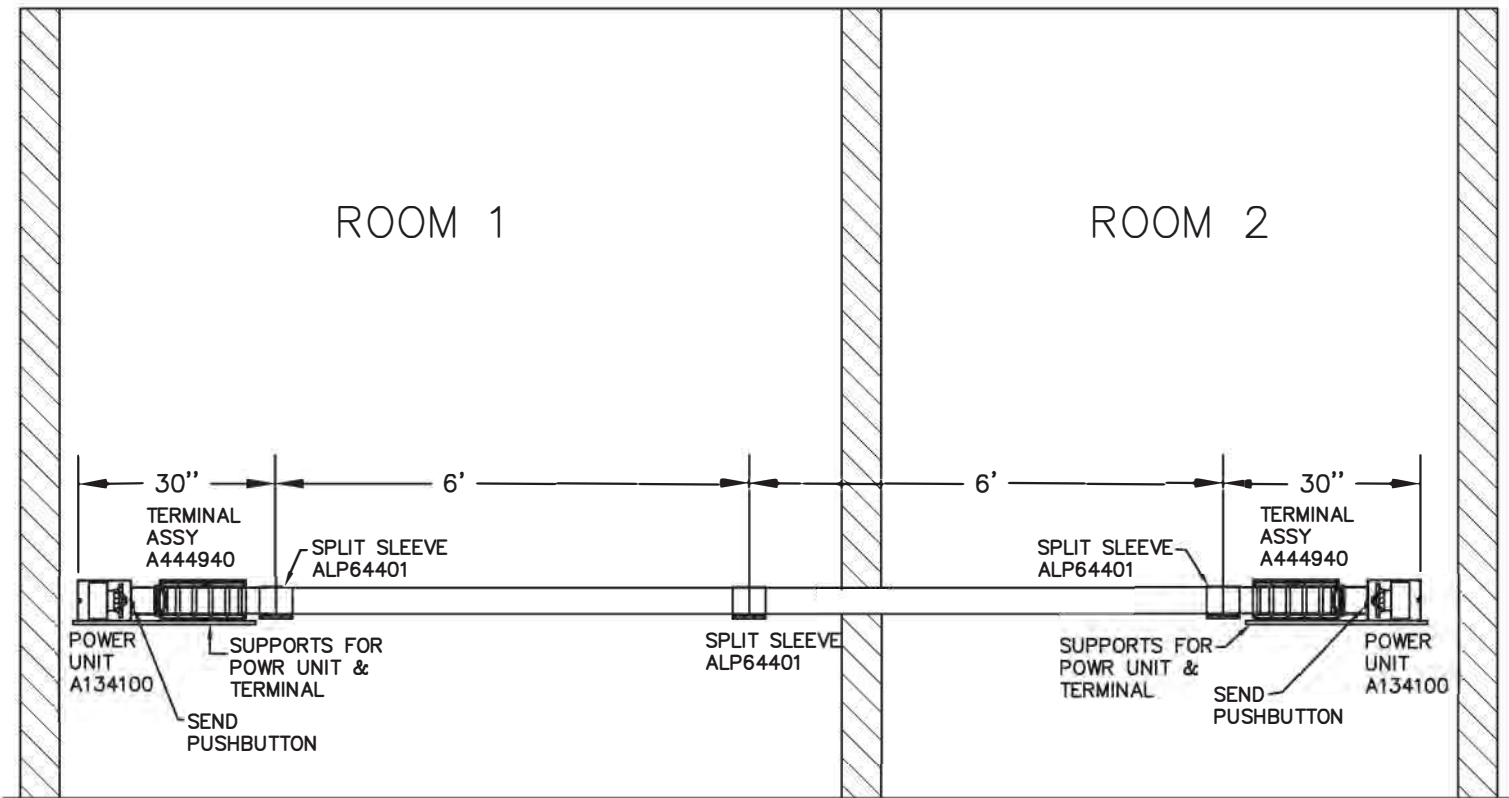 ROOM 1
ROOM 2
30"
6'
6'
30"
TERMINAL
ASSY
A444940
SPLIT SLEEVE
ALP64401
SPLIT SLEEVE
ALP64401
TERMINAL
ASSY
A444940
POWER
UNIT
A134100
SUPPORTS FOR
POWR UNIT &
TERMINAL
SEND
PUSHBUTTON
SPLIT SLEEVE
ALP64401
SUPPORTS FOR
POWR UNIT &
TERMINAL
SEND
PUSHBUTTON
POWER
UNIT
A134100